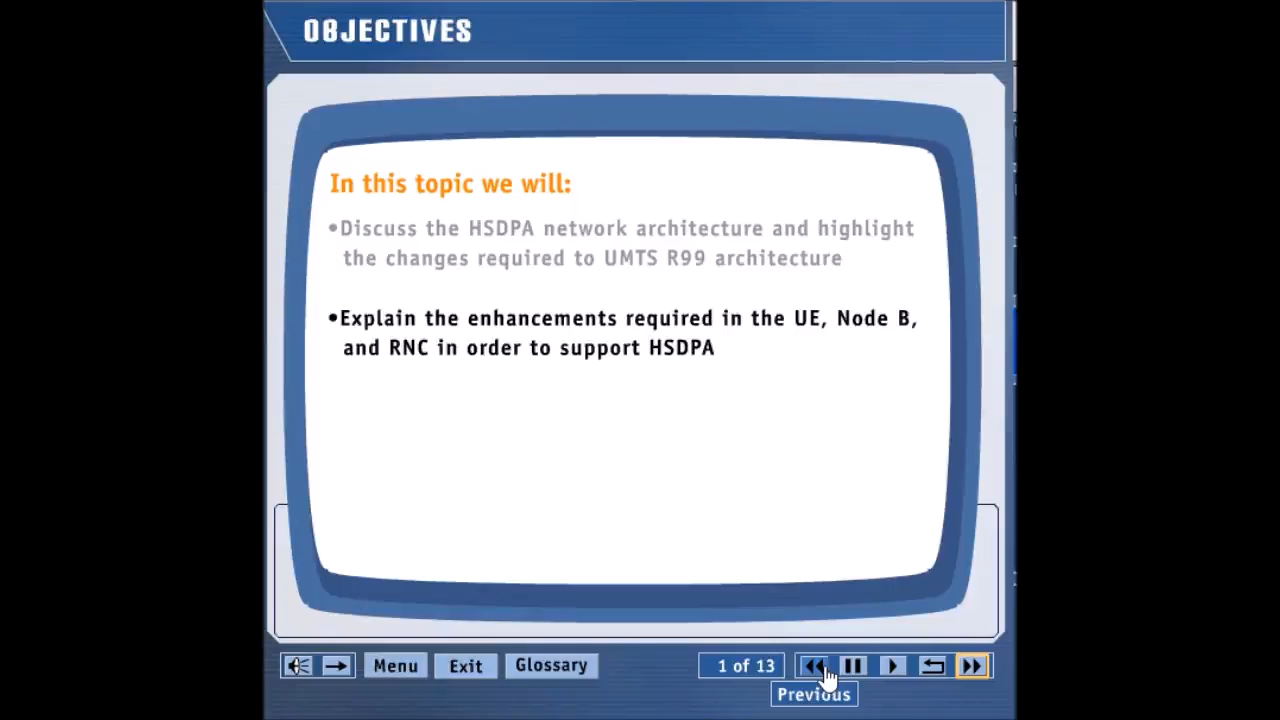 OBJECTIVES
In this topic we will:
•Discuss the HSDPA network architecture and highlight
the changes required to UMTS R99 architecture
•Explain the enhancements required in the UE, Node B,
and RNC in order to support HSDPA
Menu Exit Glossary 1 of 13
Previous